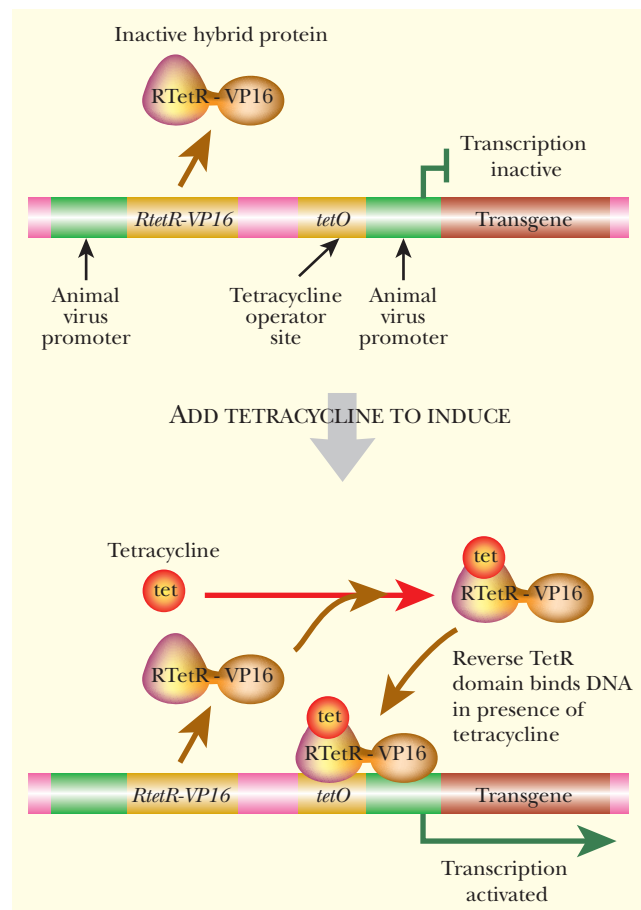 Inactive hybrid protein
RTetR - VP16
Transcription
inactive
RtetR-VP16
tetO
Transgene
Animal
virus
promoter
Tetracycline
operator
site
Animal
virus
promoter
ADD TETRACYCLINE TO INDUCE
Tetracycline
tet
tet
RTetR - VP16
RTetR - VP16
Reverse TetR
domain binds DNA
in presence of
tetracycline
tet
RTetR - VP16
RtetR-VP16
tetO
Transgene
Transcription
activated